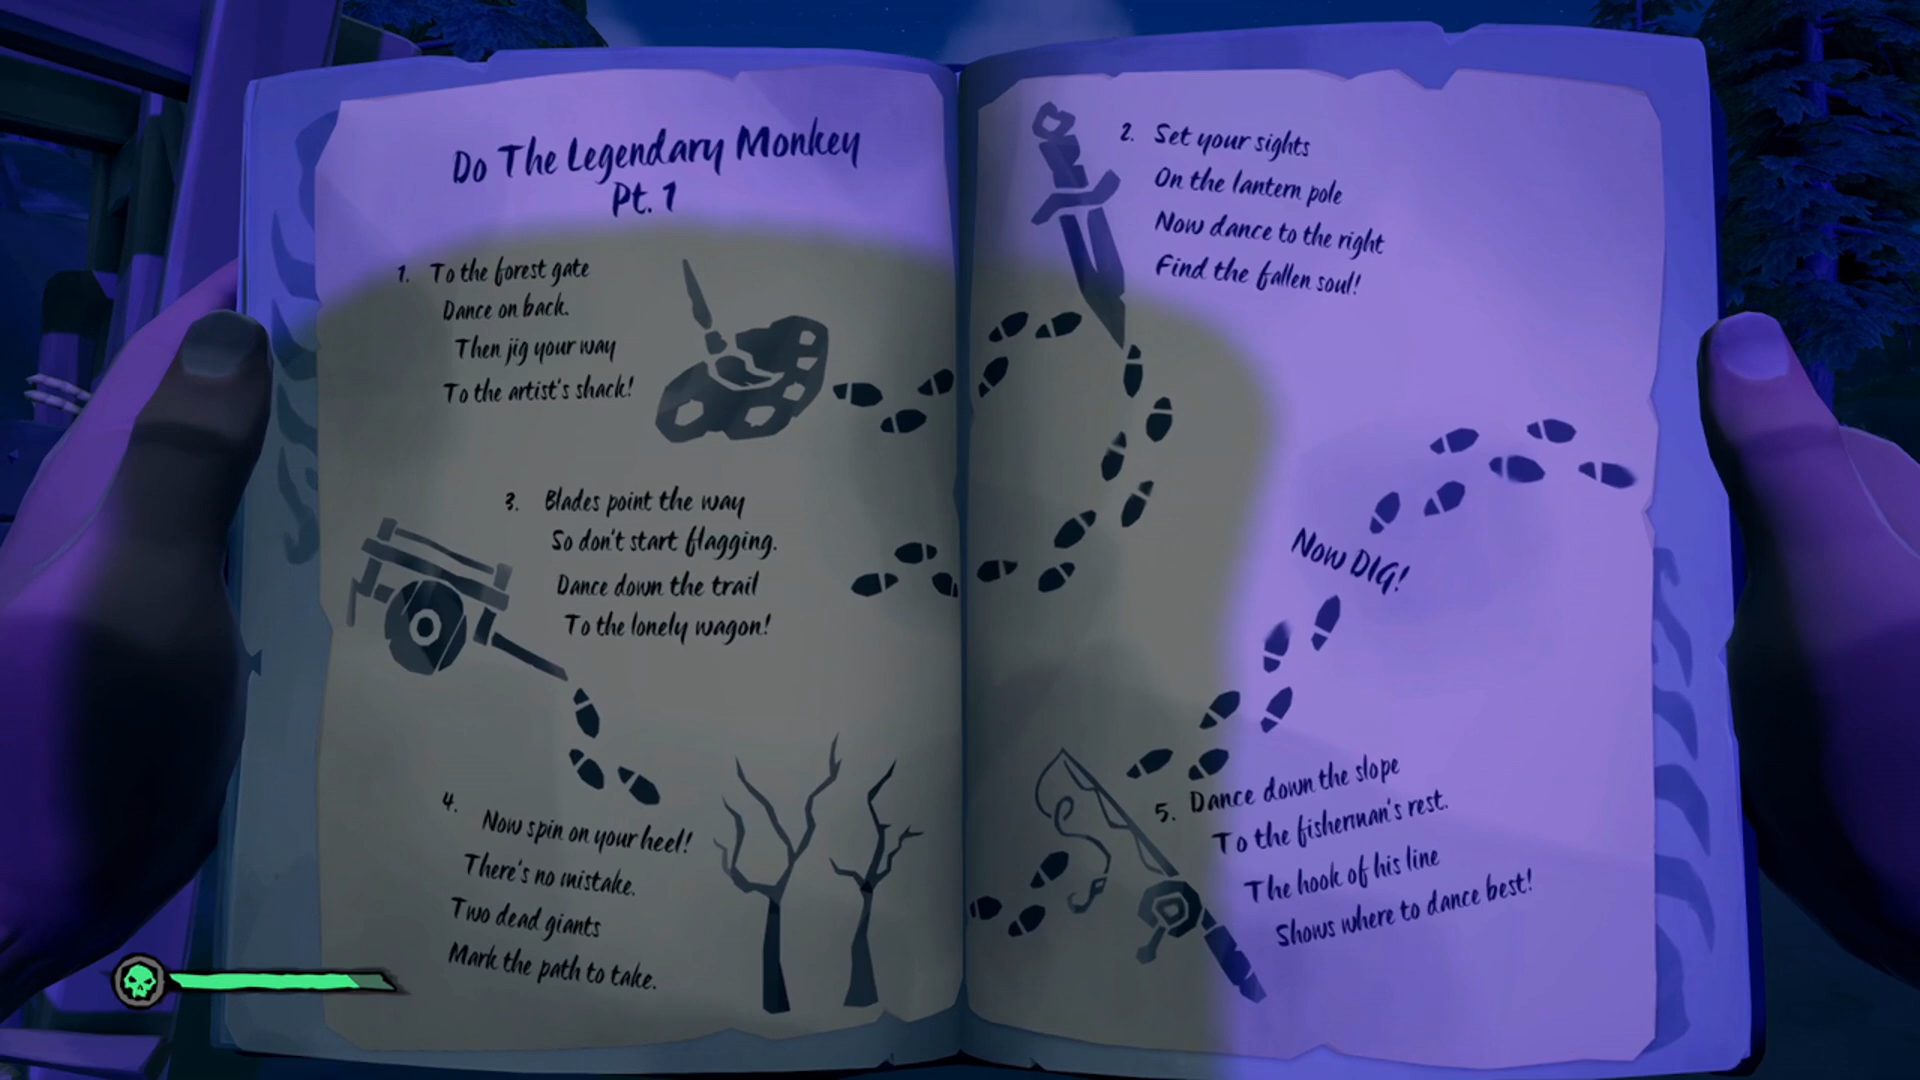 Do The Legendary Monkey
Pt. 1
1. To the forest gate
Dance on back.
Then jig your way
To the artist's shack!
2. Set your sights
On the lantern pole
Now dance to the right
Find the fallen soul!
3. Blades point the way
So don't start flagging.
Dance down the trail
To the lonely wagon!
4. Now spin on your heel!
There's no mistake.
Two dead giants
Mark the path to take.
5. Dance down the slope
To the fisherman's rest.
The hook of his line
Shows where to dance best!
Now DIG!